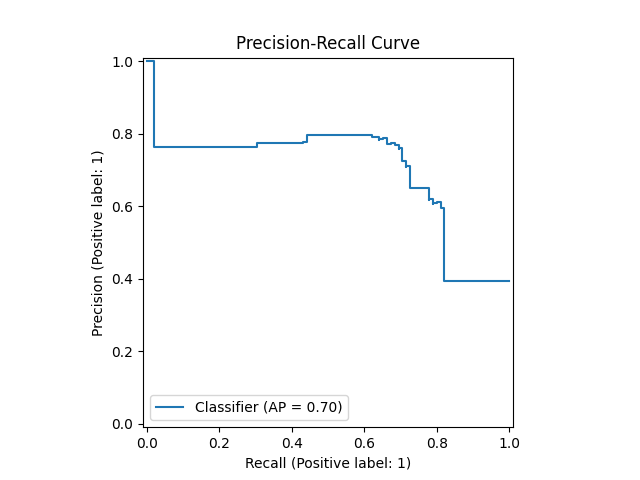 Precision-Recall Curve
1.0
0.8
0.6
0.4
0.2
0.0
Precision (Positive label: 1)
Classifier (AP = 0.70)
0.0 0.2 0.4 0.6 0.8 1.0
Recall (Positive label: 1)